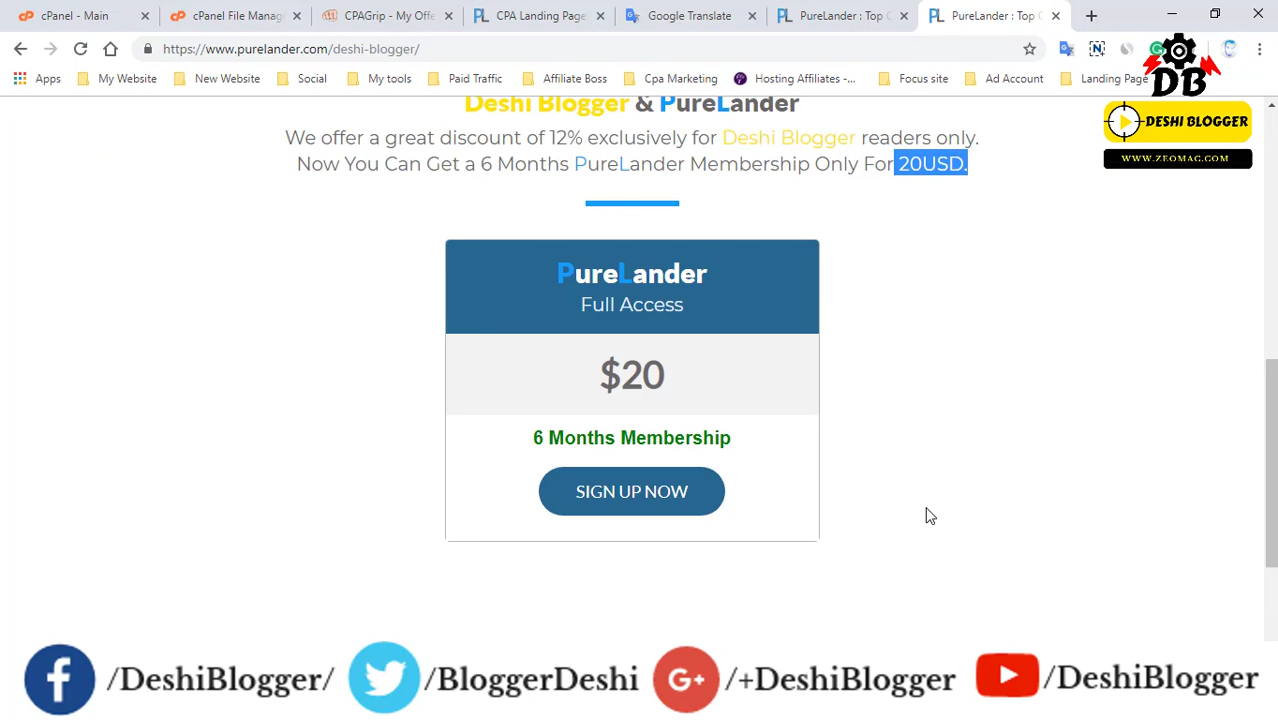 cPanel - Main
cPanel File Manag
CPAGrip - My Offe
CPA Landing Page
Google Translate
PureLander : Top C
PureLander : Top C
https://www.purelander.com/deshi-blogger/
Apps
My Website
New Website
Social
My tools
Paid Traffic
Affiliate Boss
Cpa Marketing
Hosting Affiliates -...
Focus site
Ad Account
Landing Page
DB
DESHI BLOGGER
WWW.ZEOMAG.COM
Deshi Blogger & PureLander
We offer a great discount of 12% exclusively for Deshi Blogger readers only.
Now You Can Get a 6 Months PureLander Membership Only For 20USD.
PureLander
Full Access
$20
6 Months Membership
SIGN UP NOW
/DeshiBlogger/
/BloggerDeshi
/+DeshiBlogger
/DeshiBlogger